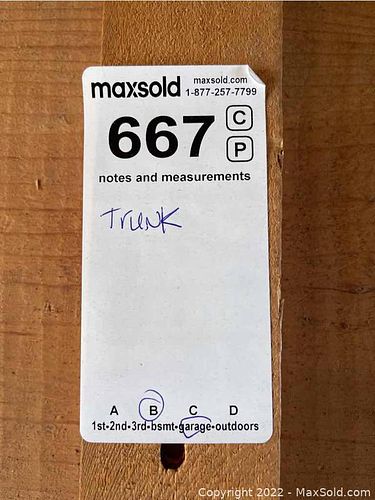 maxsold maxsold.com
1-877-257-7799
667 C
P
notes and measurements
Trunk
A B C D
1st-2nd-3rd-bsmt-garage-outdoors
Copyright 2022 - MaxSold.com